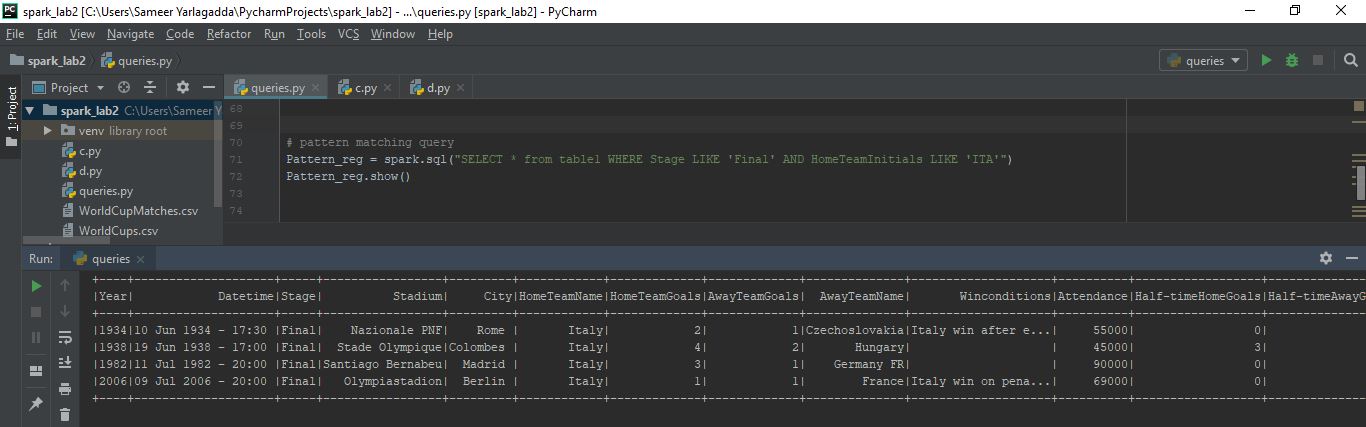 PC spark_lab2 [C:\Users\Sameer Yarlagadda\PycharmProjects\spark_lab2] - ...\queries.py [spark_lab2] - PyCharm
File Edit View Navigate Code Refactor Run Tools VCS Window Help
spark_lab2 queries.py queries
1: Project
Project queries.py c.py d.py
spark_lab2 C:\Users\Sameer Y
venv library root
c.py
d.py
queries.py
WorldCupMatches.csv
WorldCups.csv
68
69
70 # pattern matching query
71 Pattern_reg = spark.sql("SELECT * from table1 WHERE Stage LIKE 'Final' AND HomeTeamInitials LIKE 'ITA'")
72 Pattern_reg.show()
73
74
Run: queries
+----+--------------------+-----+-----------------+---------+------------+-------------+-------------+--------------+--------------------+----------+------------------+--------------
|Year| Datetime|Stage| Stadium| City|HomeTeamName|HomeTeamGoals|AwayTeamGoals| AwayTeamName| Winconditions|Attendance|Half-timeHomeGoals|Half-timeAwayG
+----+--------------------+-----+-----------------+---------+------------+-------------+-------------+--------------+--------------------+----------+------------------+--------------
|1934|10 Jun 1934 - 17:30 |Final| Nazionale PNF| Rome | Italy| 2| 1|Czechoslovakia|Italy win after e...| 55000| 0|
|1938|19 Jun 1938 - 17:00 |Final| Stade Olympique|Colombes | Italy| 4| 2| Hungary| | 45000| 3|
|1982|11 Jul 1982 - 20:00 |Final|Santiago Bernabeu| Madrid | Italy| 3| 1| Germany FR| | 90000| 0|
|2006|09 Jul 2006 - 20:00 |Final| Olympiastadion| Berlin | Italy| 1| 1| France|Italy win on pena...| 69000| 0|
+----+--------------------+-----+-----------------+---------+------------+-------------+-------------+--------------+--------------------+----------+------------------+--------------